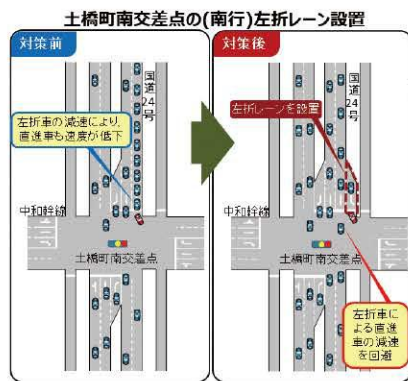 土橋町南交差点の(南行)左折レーン設置
対策前
国道24号
左折車の減速により、
直進車も速度が低下
中和幹線
土橋町南交差点
対策後
国道24号
左折レーンを設置
中和幹線
土橋町南交差点
左折車に
よる直進
車の減速
を回避